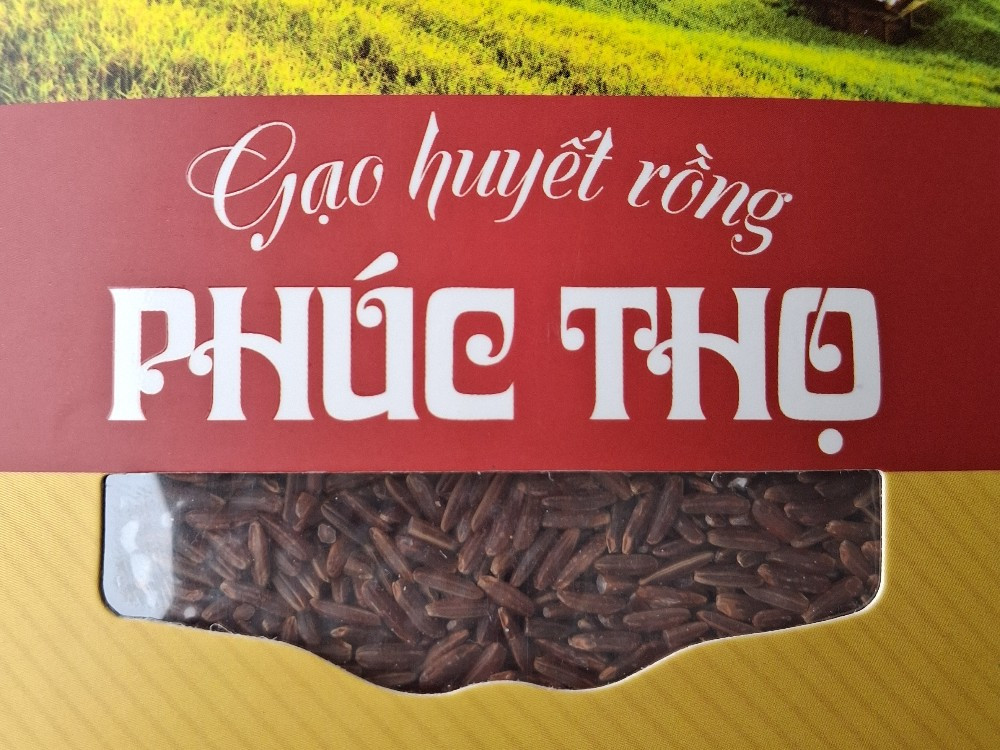 Gạo huyết rồng
PHÚC THỌ